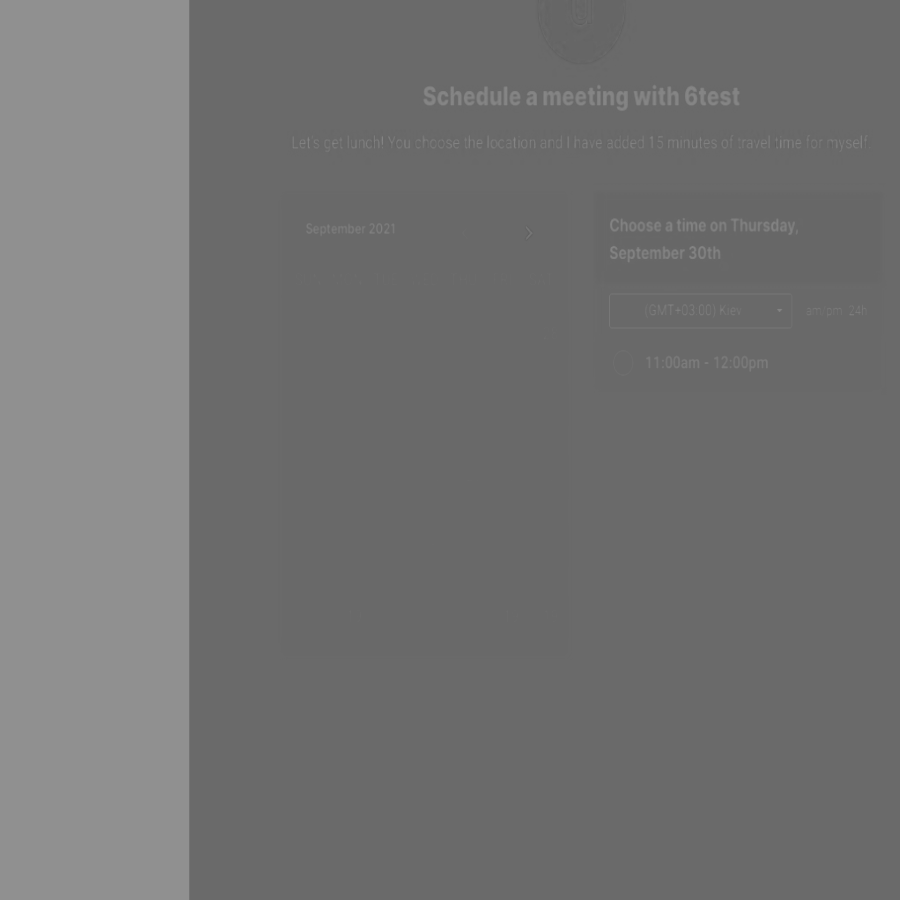 Schedule a meeting with 6test
Let's get lunch! You choose the location and I have added 15 minutes of travel time for myself.
September 2021
Choose a time on Thursday,
September 30th
(GMT+03:00) Kiev
am/pm 24h
11:00am - 12:00pm